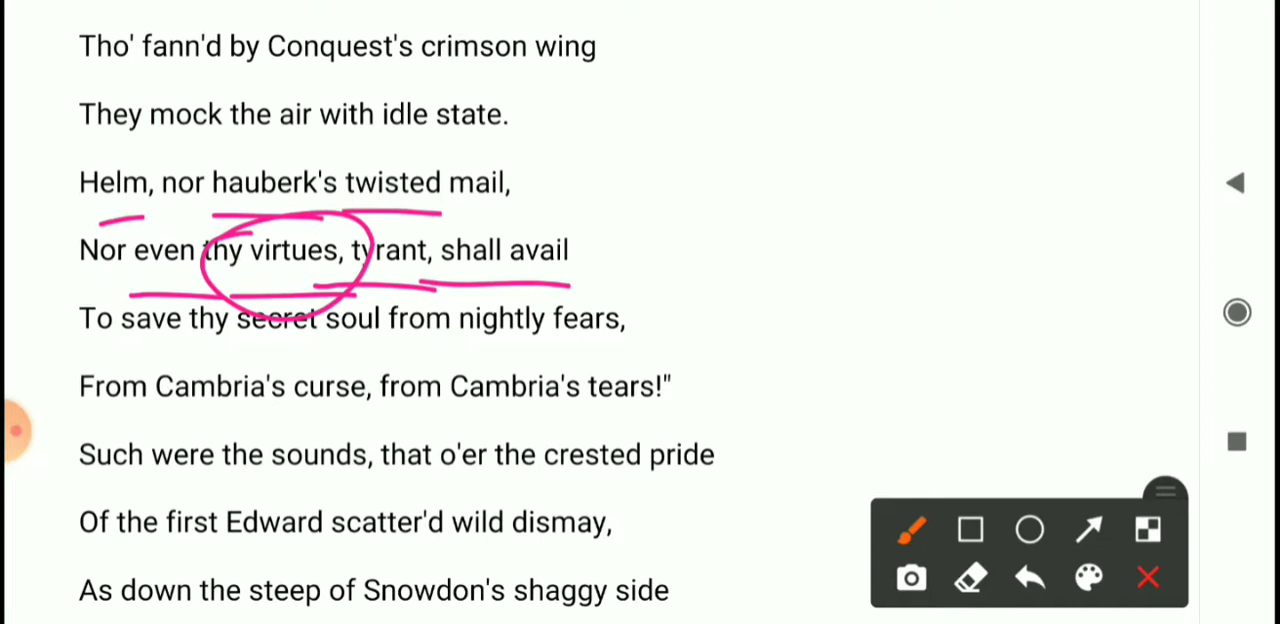 Tho' fann'd by Conquest's crimson wing
They mock the air with idle state.
Helm, nor hauberk's twisted mail,
Nor even thy virtues, tyrant, shall avail
To save thy secret soul from nightly fears,
From Cambria's curse, from Cambria's tears!"
Such were the sounds, that o'er the crested pride
Of the first Edward scatter'd wild dismay,
As down the steep of Snowdon's shaggy side